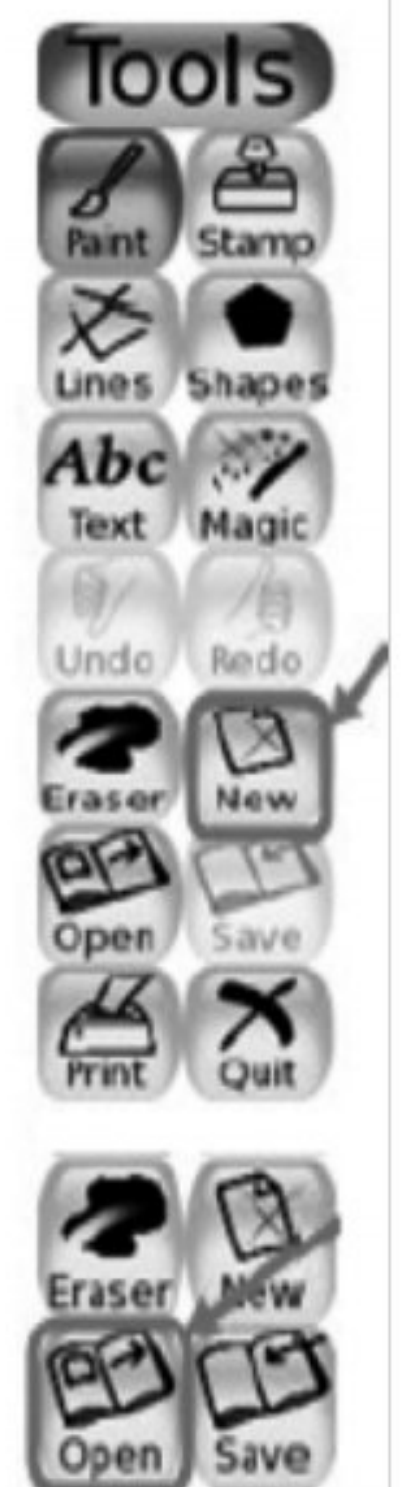 Tools
Paint Stamp
Lines Shapes
Abc
Text Magic
Undo Redo
Eraser New
Open Save
Print Quit
Eraser New
Open Save